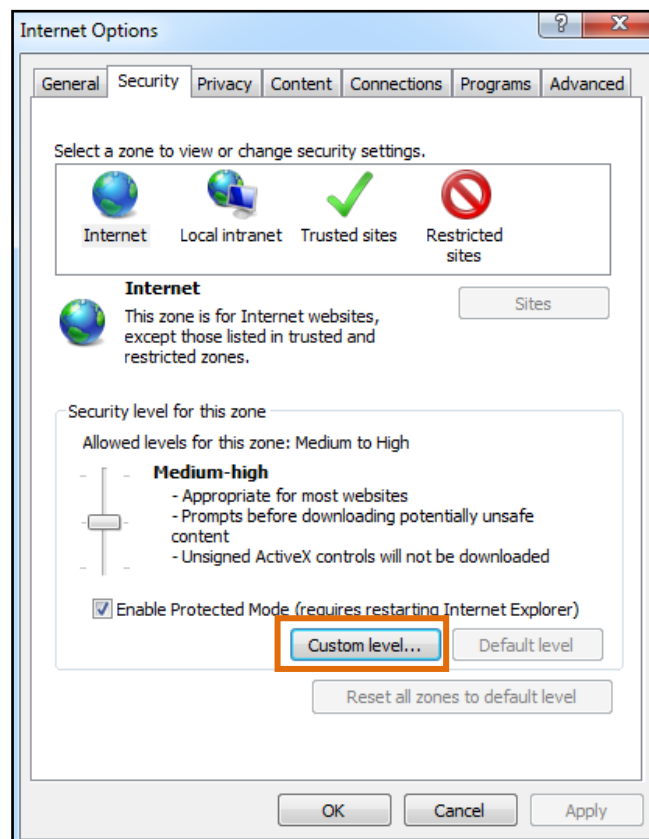 Internet Options
?
X
General Security Privacy Content Connections Programs Advanced
Select a zone to view or change security settings.
Internet Local intranet Trusted sites Restricted
sites
Internet
Sites
This zone is for Internet websites,
except those listed in trusted and
restricted zones.
Security level for this zone
Allowed levels for this zone: Medium to High
Medium-high
- Appropriate for most websites
- Prompts before downloading potentially unsafe
content
- Unsigned ActiveX controls will not be downloaded
Enable Protected Mode (requires restarting Internet Explorer)
Custom level... Default level
Reset all zones to default level
OK Cancel Apply